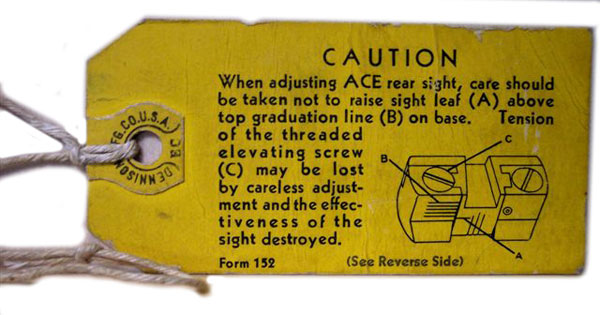 CAUTION
When adjusting ACE rear sight, care should
be taken not to raise sight leaf (A) above
top graduation line (B) on base. Tension
of the threaded
elevating screw
(C) may be lost
by careless adjust-
ment and the effec-
tiveness of the
sight destroyed.
Form 152
(See Reverse Side)
B
C
A
DENNISON
FG.CO.U.S.A.